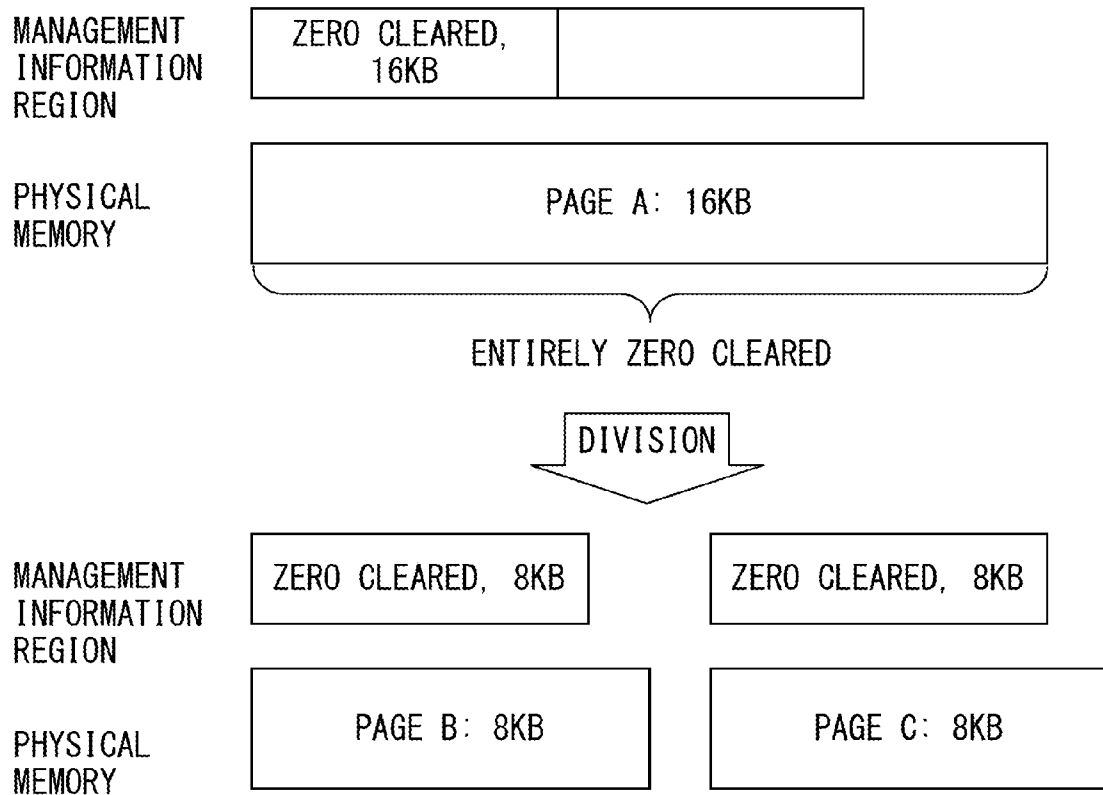 MANAGEMENT
INFORMATION
REGION
ZERO CLEARED,
16KB
PHYSICAL
MEMORY
PAGE A: 16KB
ENTIRELY ZERO CLEARED
DIVISION
MANAGEMENT
INFORMATION
REGION
ZERO CLEARED, 8KB
ZERO CLEARED, 8KB
PHYSICAL
MEMORY
PAGE B: 8KB
PAGE C: 8KB